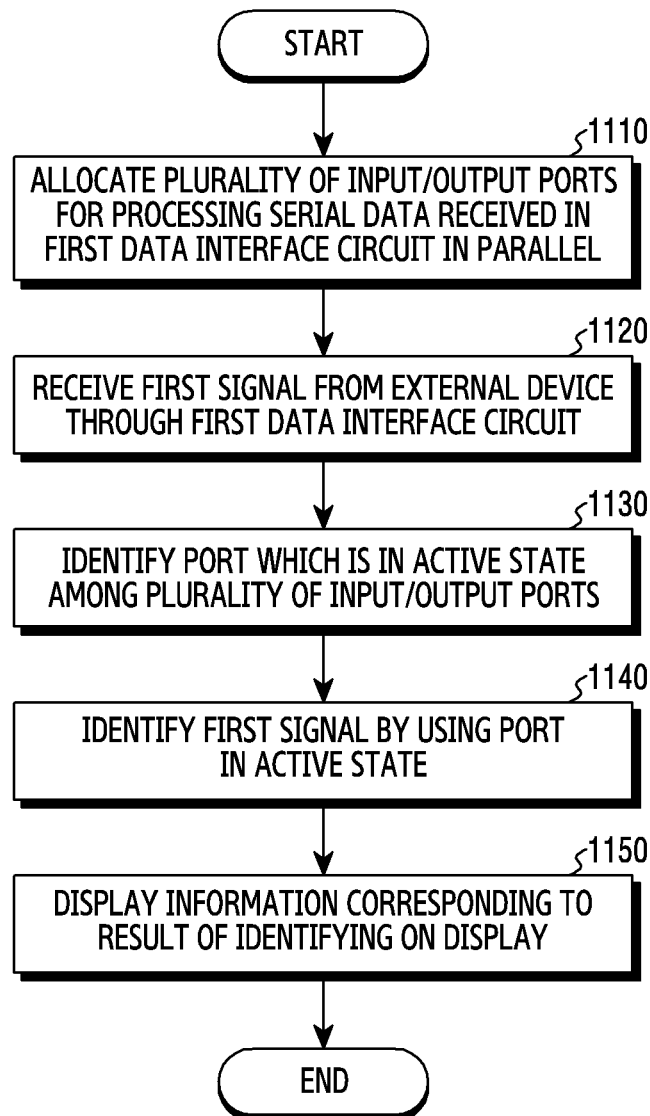 START
1110
ALLOCATE PLURALITY OF INPUT/OUTPUT PORTS
FOR PROCESSING SERIAL DATA RECEIVED IN
FIRST DATA INTERFACE CIRCUIT IN PARALLEL
1120
RECEIVE FIRST SIGNAL FROM EXTERNAL DEVICE
THROUGH FIRST DATA INTERFACE CIRCUIT
1130
IDENTIFY PORT WHICH IS IN ACTIVE STATE
AMONG PLURALITY OF INPUT/OUTPUT PORTS
1140
IDENTIFY FIRST SIGNAL BY USING PORT
IN ACTIVE STATE
1150
DISPLAY INFORMATION CORRESPONDING TO
RESULT OF IDENTIFYING ON DISPLAY
END